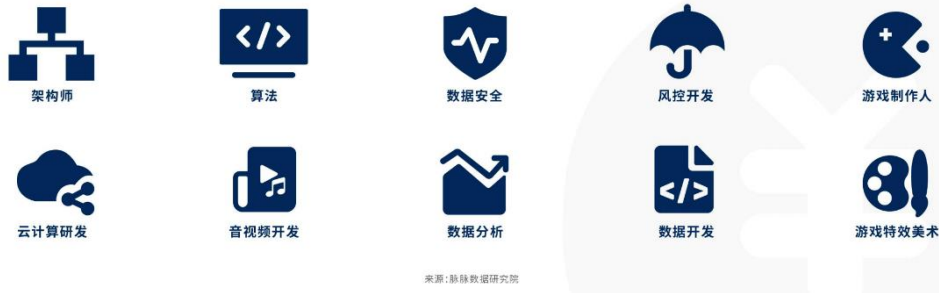 架构师
算法
数据安全
风控开发
游戏制作人
云计算研发
音视频开发
数据分析
数据开发
游戏特效美术
来源:脉脉数据研究院